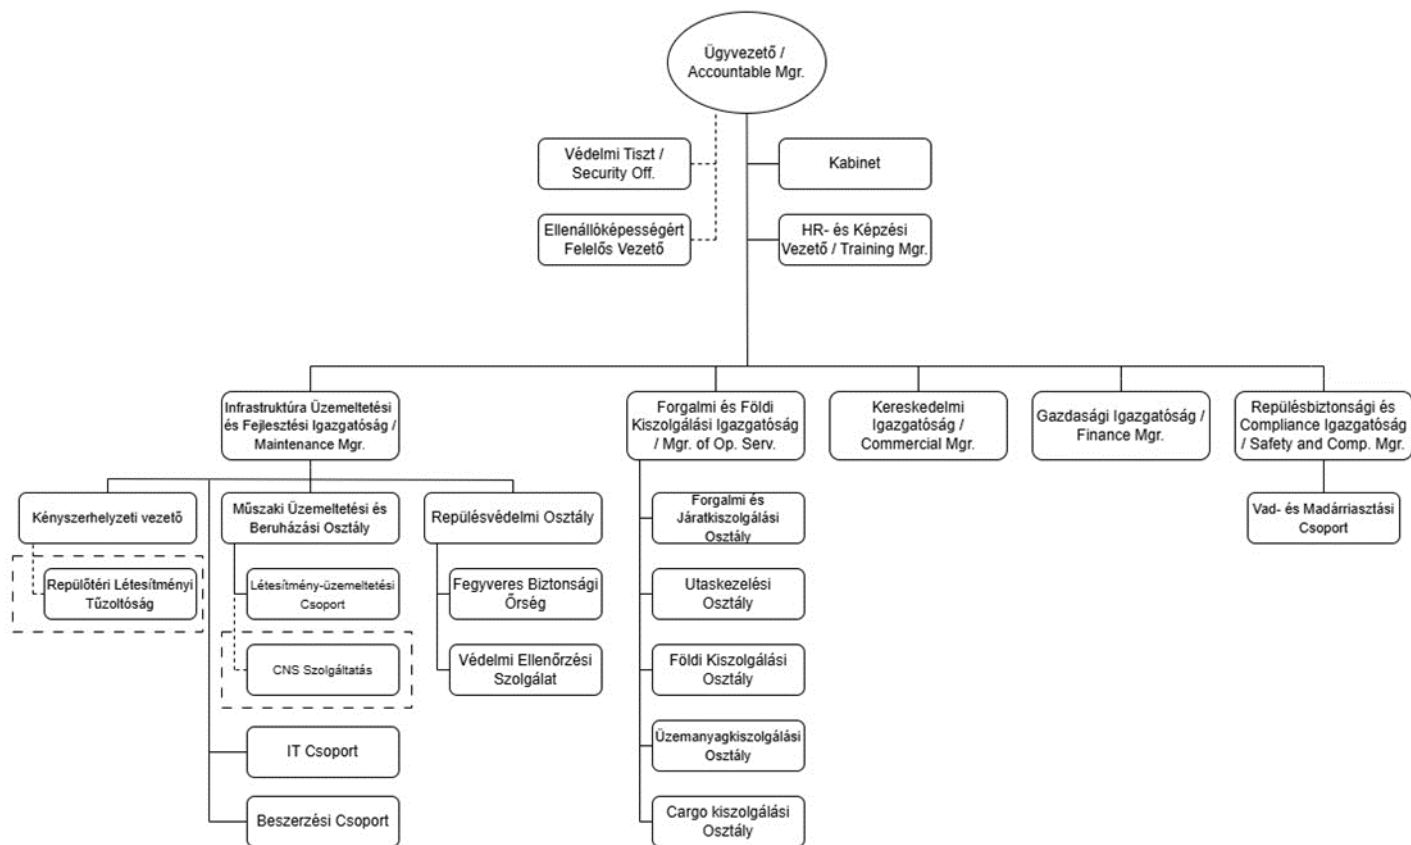 Ügyvezető /
Accountable Mgr.
Védelmi Tiszt /
Security Off.
Kabinet
Ellenállóképességért
Felelős Vezető
HR- és Képzési
Vezető / Training Mgr.
Infrastruktúra Üzemeltetési
és Fejlesztési Igazgatóság /
Maintenance Mgr.
Forgalmi és Földi
Kiszolgálási Igazgatóság
/ Mgr. of Op. Serv.
Kereskedelmi
Igazgatóság /
Commercial Mgr.
Gazdasági Igazgatóság /
Finance Mgr.
Repülésbiztonsági és
Compliance Igazgatóság
/ Safety and Comp. Mgr.
Kényszerhelyzeti vezető
Műszaki Üzemeltetési és
Beruházási Osztály
Repülésvédelmi Osztály
Forgalmi és
Járatkiszolgálási
Osztály
Vad- és Madárriasztási
Csoport
Repülőtéri Létesítményi
Tűzoltóság
Létesítmény-üzemeltetési
Csoport
Fegyveres Biztonsági
Őrség
Utaskezelési
Osztály
CNS Szolgáltatás
Védelmi Ellenőrzési
Szolgálat
Földi Kiszolgálási
Osztály
IT Csoport
Üzemanyagkiszolgálási
Osztály
Beszerzési Csoport
Cargo kiszolgálási
Osztály